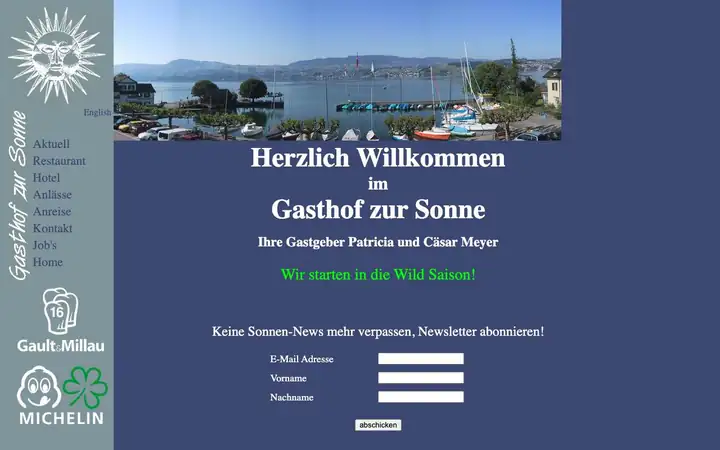 Gasthof zur Sonne
English
Aktuell
Restaurant
Hotel
Anlässe
Anreise
Kontakt
Job's
Home
16
Gault&Millau
MICHELIN
Herzlich Willkommen
im
Gasthof zur Sonne
Ihre Gastgeber Patricia und Cäsar Meyer
Wir starten in die Wild Saison!
Keine Sonnen-News mehr verpassen, Newsletter abonnieren!
E-Mail Adresse
Vorname
Nachname
abschicken